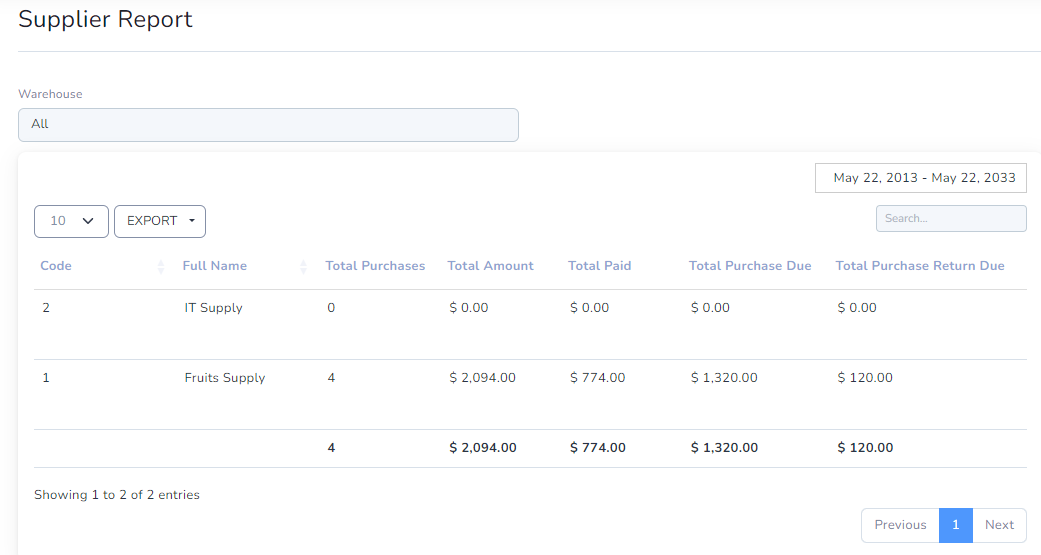 Supplier Report
Warehouse
All
May 22, 2013 - May 22, 2033
10 EXPORT Search...
Code Full Name Total Purchases Total Amount Total Paid Total Purchase Due Total Purchase Return Due
2 IT Supply 0 $ 0.00 $ 0.00 $ 0.00 $ 0.00
1 Fruits Supply 4 $ 2,094.00 $ 774.00 $ 1,320.00 $ 120.00
4 $ 2,094.00 $ 774.00 $ 1,320.00 $ 120.00
Showing 1 to 2 of 2 entries
Previous 1 Next